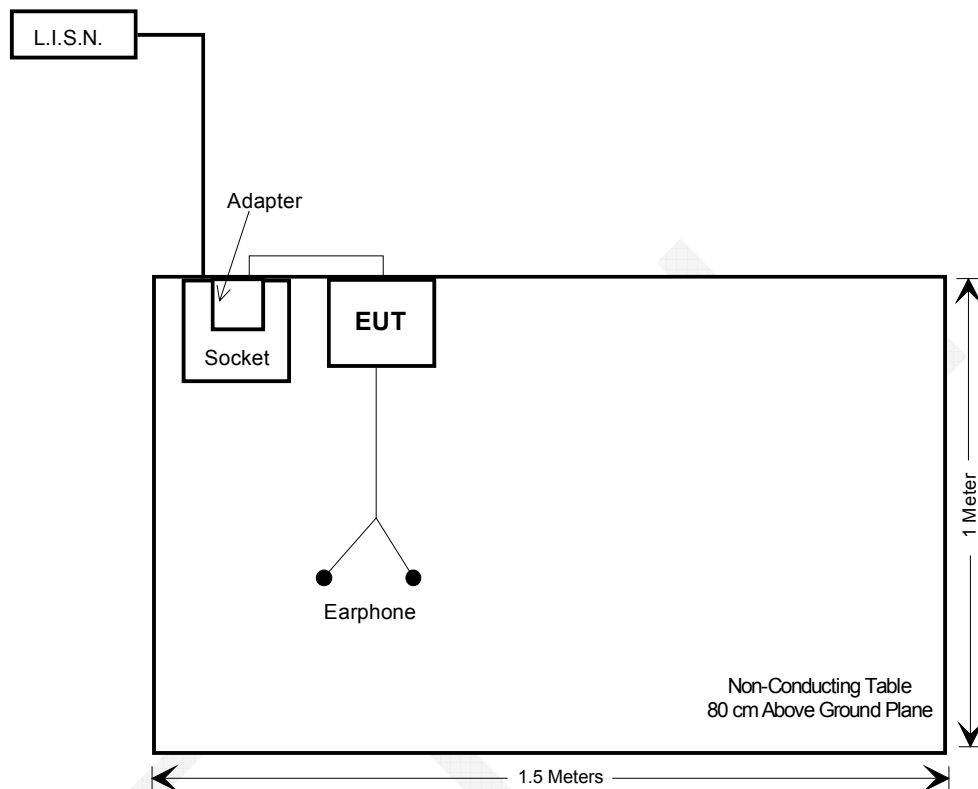 L.I.S.N.
Adapter
EUT
Socket
1 Meter
Earphone
Non-Conducting Table
80 cm Above Ground Plane
1.5 Meters